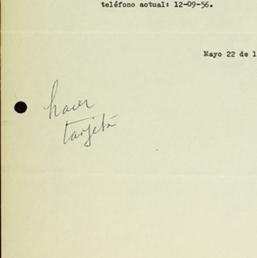 teléfono actual: 12-09-56.
Mayo 22 de 1
hacer
tarjeta